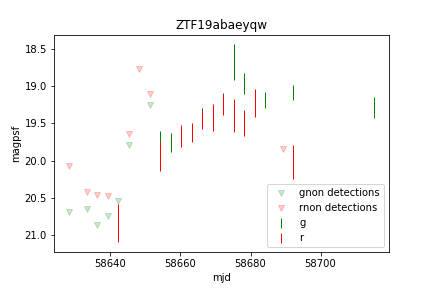 ZTF19abaeyqw
18.5
19.0
19.5
20.0
20.5
21.0
magpsf
58640
58660
58680
58700
mjd
gnon detections
rnon detections
g
r